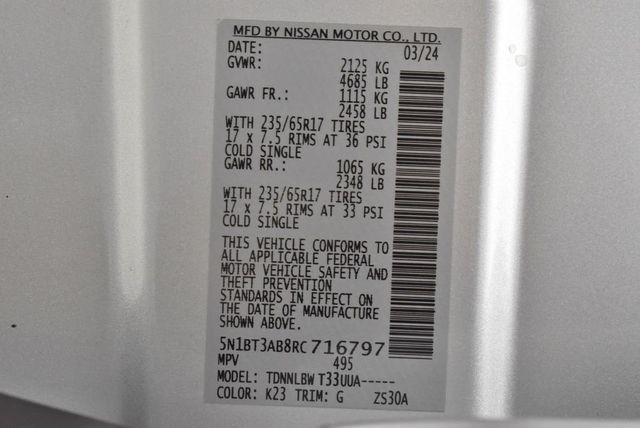 MFD BY NISSAN MOTOR CO., LTD.
DATE: 03/24
GVWR: 2125 KG
4685 LB
GAWR FR.: 1115 KG
2458 LB
WITH 235/65R17 TIRES
17 x 7.5 RIMS AT 36 PSI
COLD SINGLE
GAWR RR.: 1065 KG
2348 LB
WITH 235/65R17 TIRES
17 x 7.5 RIMS AT 33 PSI
COLD SINGLE
THIS VEHICLE CONFORMS TO
ALL APPLICABLE FEDERAL
MOTOR VEHICLE SAFETY AND
THEFT PREVENTION
STANDARDS IN EFFECT ON
THE DATE OF MANUFACTURE
SHOWN ABOVE.
5N1BT3AB8RC716797
MPV 495
MODEL: TDNNLBW T33UUA-----
COLOR: K23 TRIM: G ZS30A